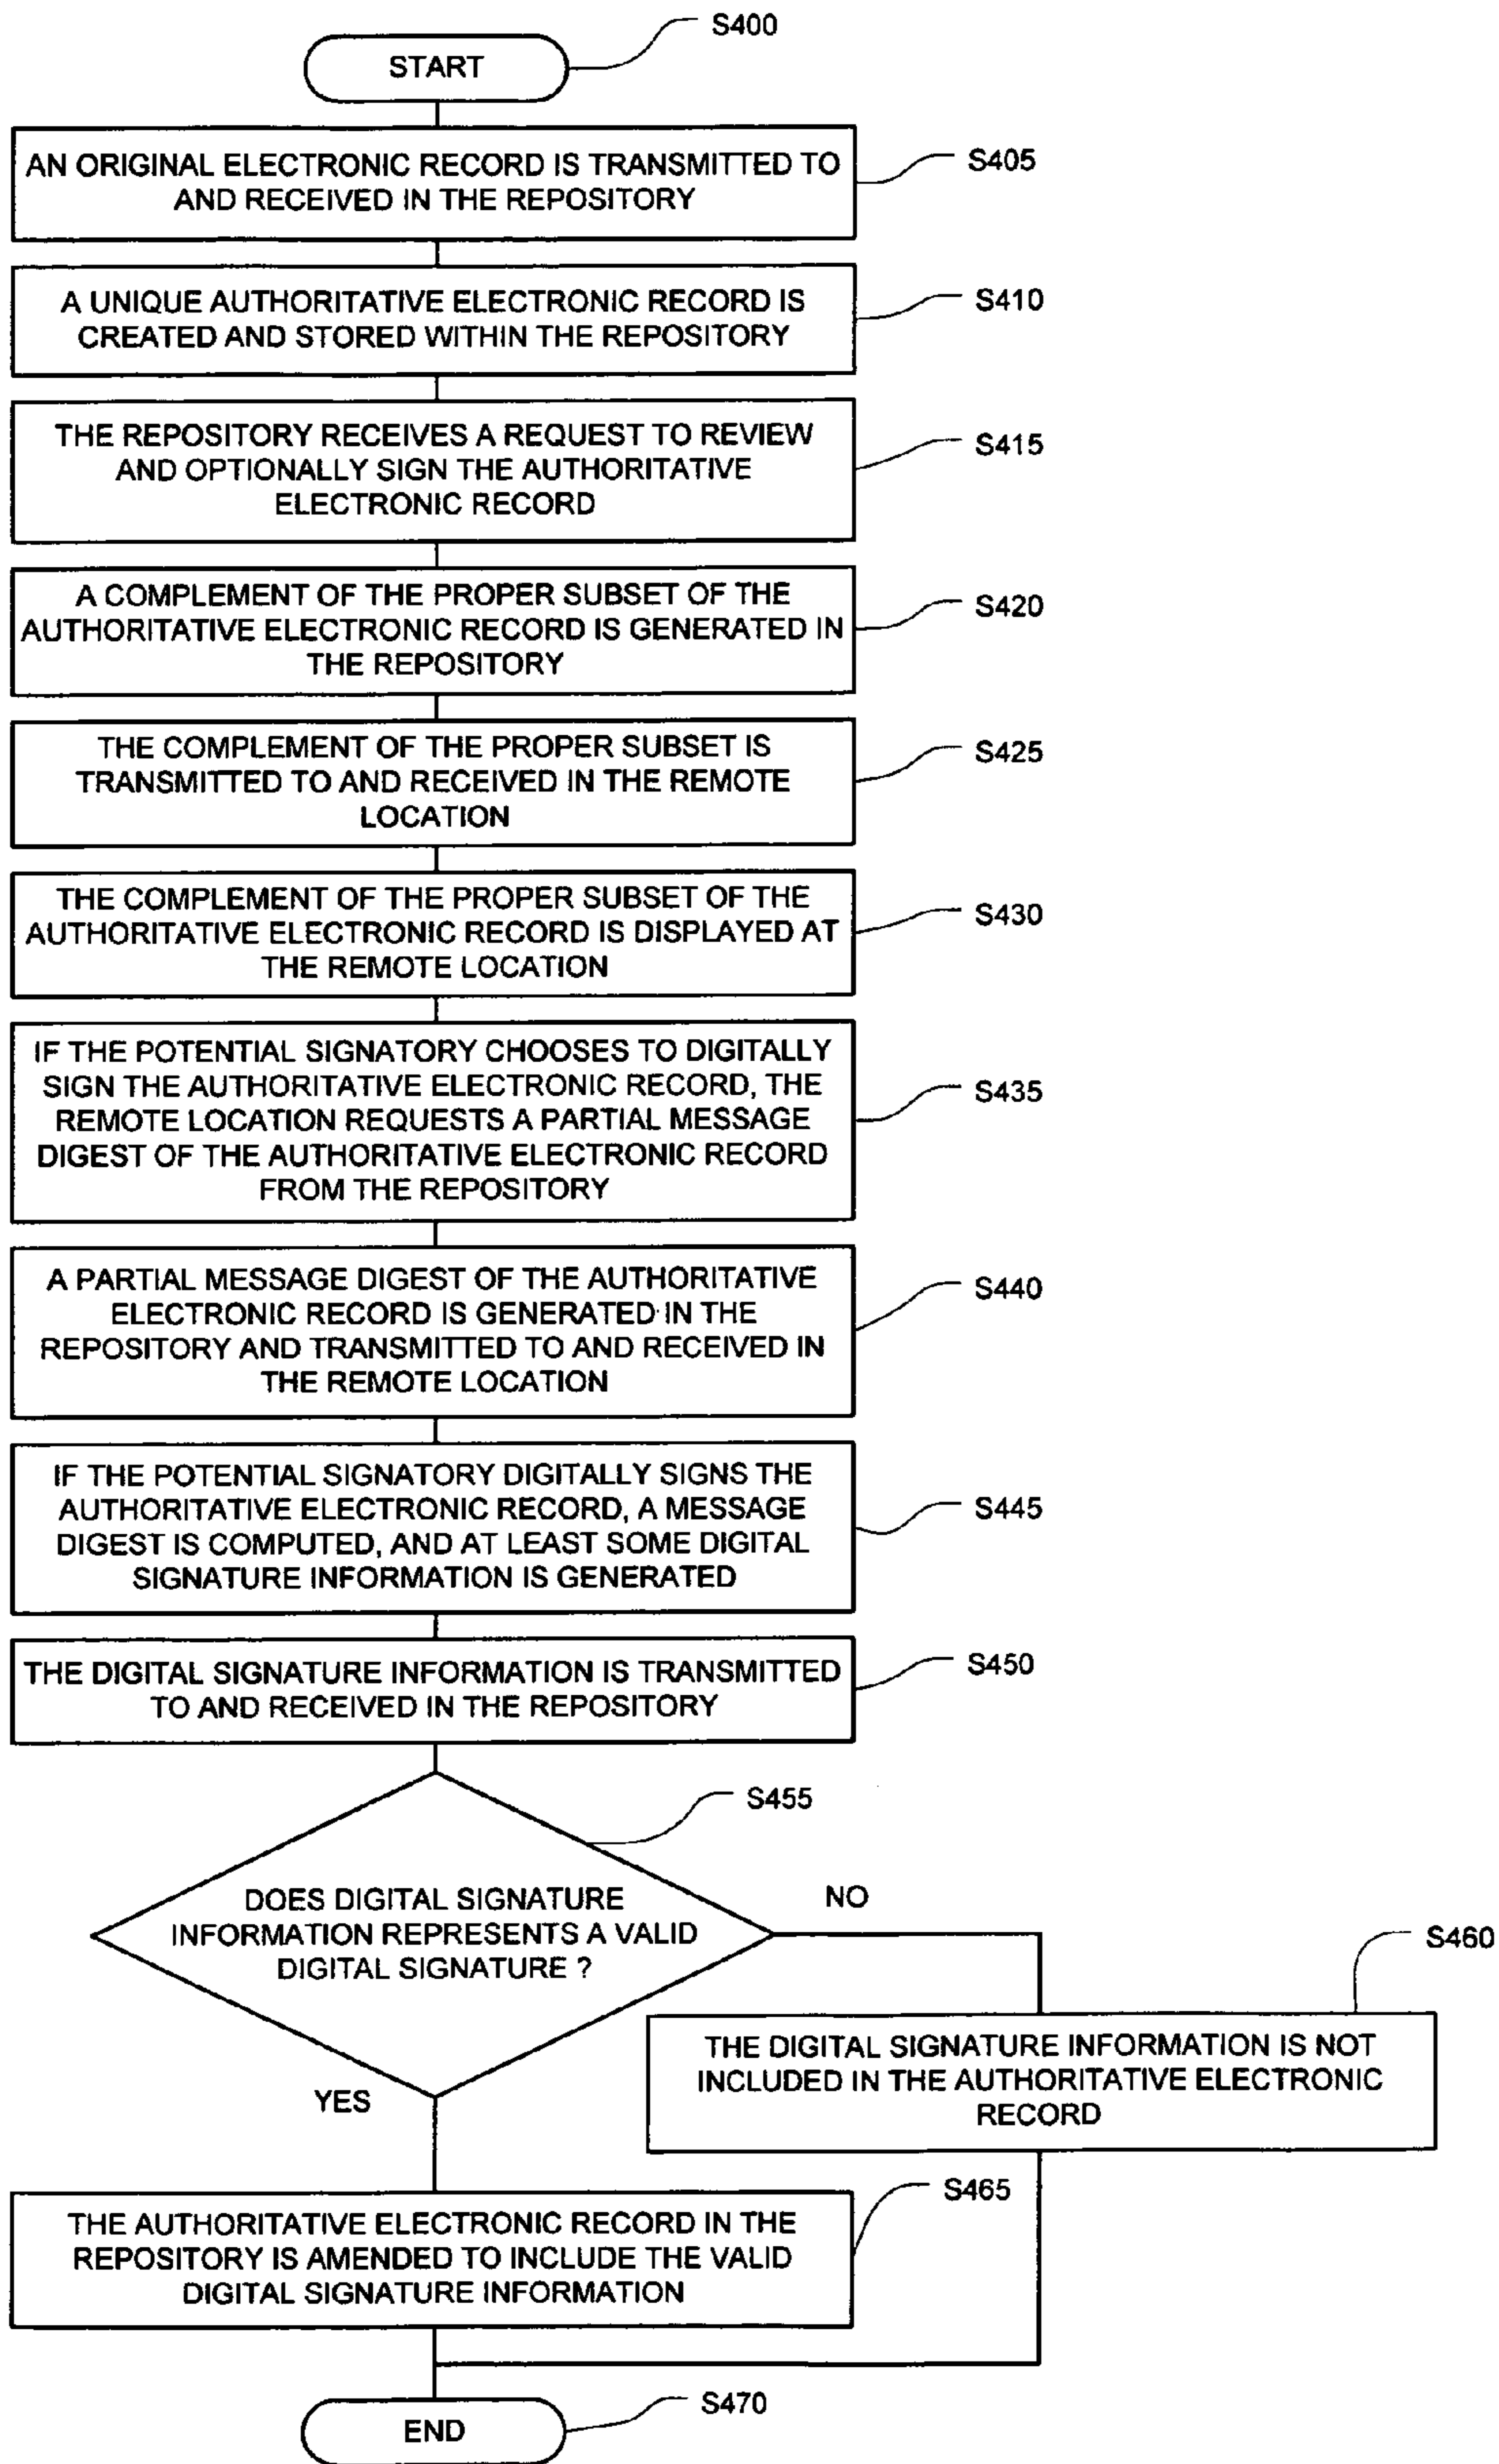 S400
START
AN ORIGINAL ELECTRONIC RECORD IS TRANSMITTED TO
AND RECEIVED IN THE REPOSITORY
S405
A UNIQUE AUTHORITATIVE ELECTRONIC RECORD IS
CREATED AND STORED WITHIN THE REPOSITORY
S410
THE REPOSITORY RECEIVES A REQUEST TO REVIEW
AND OPTIONALLY SIGN THE AUTHORITATIVE
ELECTRONIC RECORD
S415
A COMPLEMENT OF THE PROPER SUBSET OF THE
AUTHORITATIVE ELECTRONIC RECORD IS GENERATED IN
THE REPOSITORY
S420
THE COMPLEMENT OF THE PROPER SUBSET IS
TRANSMITTED TO AND RECEIVED IN THE REMOTE
LOCATION
S425
THE COMPLEMENT OF THE PROPER SUBSET OF THE
AUTHORITATIVE ELECTRONIC RECORD IS DISPLAYED AT
THE REMOTE LOCATION
S430
IF THE POTENTIAL SIGNATORY CHOOSES TO DIGITALLY
SIGN THE AUTHORITATIVE ELECTRONIC RECORD, THE
REMOTE LOCATION REQUESTS A PARTIAL MESSAGE
DIGEST OF THE AUTHORITATIVE ELECTRONIC RECORD
FROM THE REPOSITORY
S435
A PARTIAL MESSAGE DIGEST OF THE AUTHORITATIVE
ELECTRONIC RECORD IS GENERATED IN THE
REPOSITORY AND TRANSMITTED TO AND RECEIVED IN
THE REMOTE LOCATION
S440
IF THE POTENTIAL SIGNATORY DIGITALLY SIGNS THE
AUTHORITATIVE ELECTRONIC RECORD, A MESSAGE
DIGEST IS COMPUTED, AND AT LEAST SOME DIGITAL
SIGNATURE INFORMATION IS GENERATED
S445
THE DIGITAL SIGNATURE INFORMATION IS TRANSMITTED
TO AND RECEIVED IN THE REPOSITORY
S450
S455
DOES DIGITAL SIGNATURE
INFORMATION REPRESENTS A VALID
DIGITAL SIGNATURE ?
NO
S460
THE DIGITAL SIGNATURE INFORMATION IS NOT
INCLUDED IN THE AUTHORITATIVE ELECTRONIC
RECORD
YES
S465
THE AUTHORITATIVE ELECTRONIC RECORD IN THE
REPOSITORY IS AMENDED TO INCLUDE THE VALID
DIGITAL SIGNATURE INFORMATION
S470
END